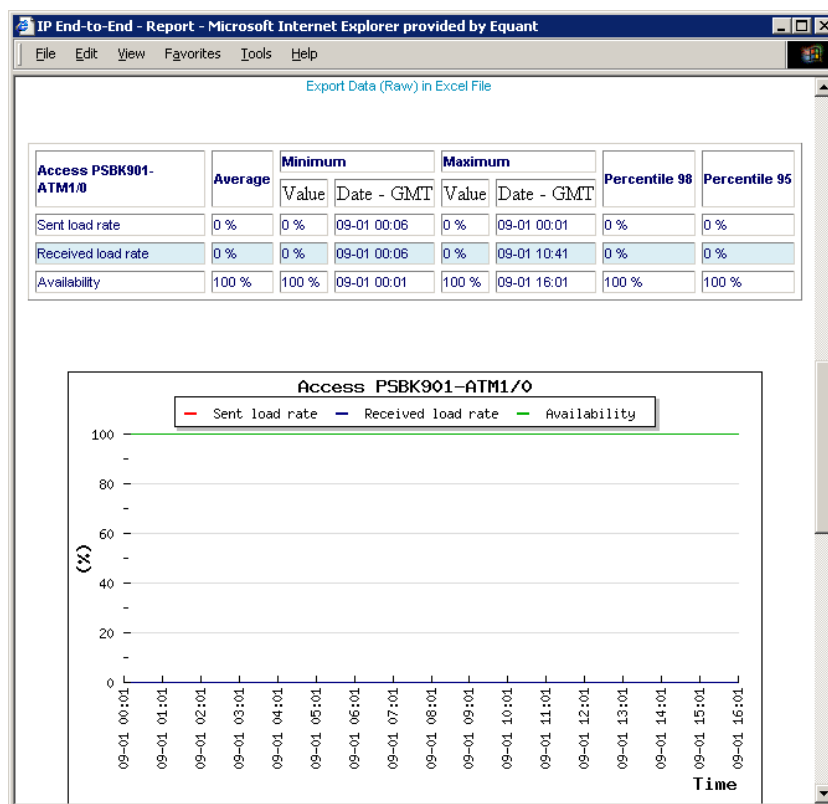 IP End-to-End - Report - Microsoft Internet Explorer provided by Equant
File Edit View Favorites Tools Help
Export Data (Raw) in Excel File
Access PSBK901-ATM1/0 Average Minimum Maximum Percentile 98 Percentile 95
Value Date - GMT Value Date - GMT
Sent load rate 0 % 0 % 09-01 00:06 0 % 09-01 00:01 0 % 0 %
Received load rate 0 % 0 % 09-01 00:06 0 % 09-01 10:41 0 % 0 %
Availability 100 % 100 % 09-01 00:01 100 % 09-01 16:01 100 % 100 %
Access PSBK901-ATM1/0
Sent load rate Received load rate Availability
100
80
60
40
20
0
(%)
09-01 00:01
09-01 01:01
09-01 02:01
09-01 03:01
09-01 04:01
09-01 05:01
09-01 06:01
09-01 07:01
09-01 08:01
09-01 09:01
09-01 10:01
09-01 11:01
09-01 12:01
09-01 13:01
09-01 14:01
09-01 15:01
09-01 16:01
Time